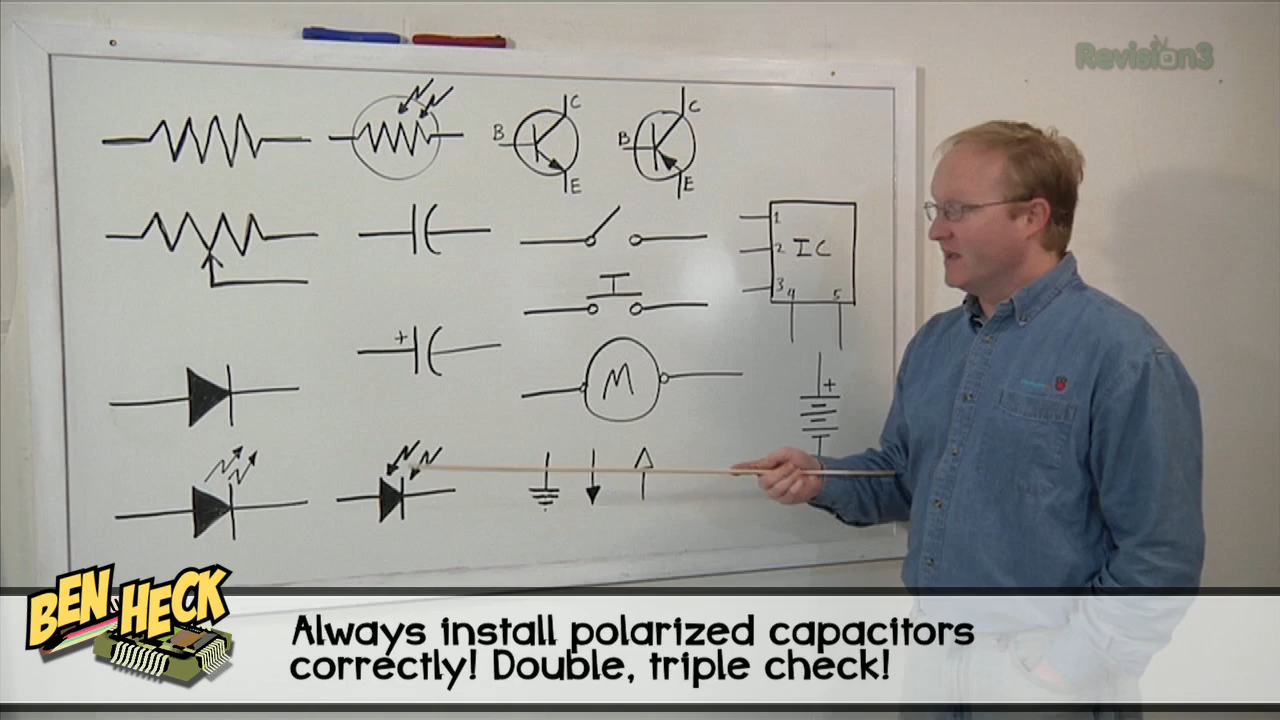 Revision3
C
B
E
C
B
E
1
2
3
IC
4
5
+
M
+
BEN HECK
Always install polarized capacitors
correctly! Double, triple check!